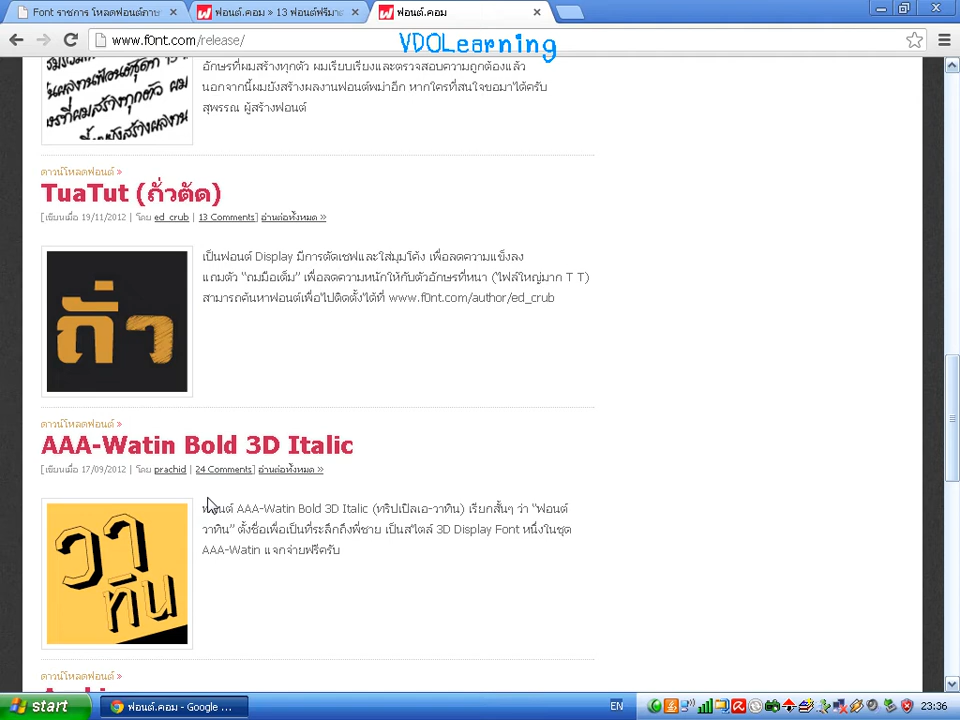 Font ราชการ โหลดฟอนต์ภาษ
ฟอนต์.คอม » 13 ฟอนต์ฟรีมา
ฟอนต์.คอม
www.f0nt.com/release/
VDOLearning
อักษรที่ผมสร้างทุกตัว ผมเรียบเรียงและตรวจสอบความถูกต้องแล้ว
นอกจากนี้ผมยังสร้างผลงานฟอนต์พม่าอีก หากใครที่สนใจขอมาได้ครับ
สุพรรณ ผู้สร้างฟอนต์
ดาวน์โหลดฟอนต์ »
TuaTut (ถั่วตัด)
[เขียนเมื่อ 19/11/2012 | โดย ed_crub | 13 Comments] อ่านต่อทั้งหมด »
เป็นฟอนต์ Display มีการตัดเซฟและใส่มุมโค้ง เพื่อลดความแข็งลง
แถมตัว "ถมมือเต็ม" เพื่อลดความหนักให้กับตัวอักษรที่หนา (ไฟล์ใหญ่มาก T T)
สามารถค้นหาฟอนต์เพื่อไปติดตั้งได้ที่ www.f0nt.com/author/ed_crub
ถั่ว
ดาวน์โหลดฟอนต์ »
AAA-Watin Bold 3D Italic
[เขียนเมื่อ 17/09/2012 | โดย prachid | 24 Comments] อ่านต่อทั้งหมด »
ฟอนต์ AAA-Watin Bold 3D Italic (ทริปเปิลเอ-วาทิน) เรียกสั้นๆ ว่า "ฟอนต์
วาทิน" ตั้งชื่อเพื่อเป็นที่ระลึกถึงพี่ชาย เป็นสไตล์ 3D Display Font หนึ่งในชุด
AAA-Watin แจกจ่ายฟรีครับ
วา
ทิน
ดาวน์โหลดฟอนต์ »
start
ฟอนต์.คอม - Google ...
EN
23:36